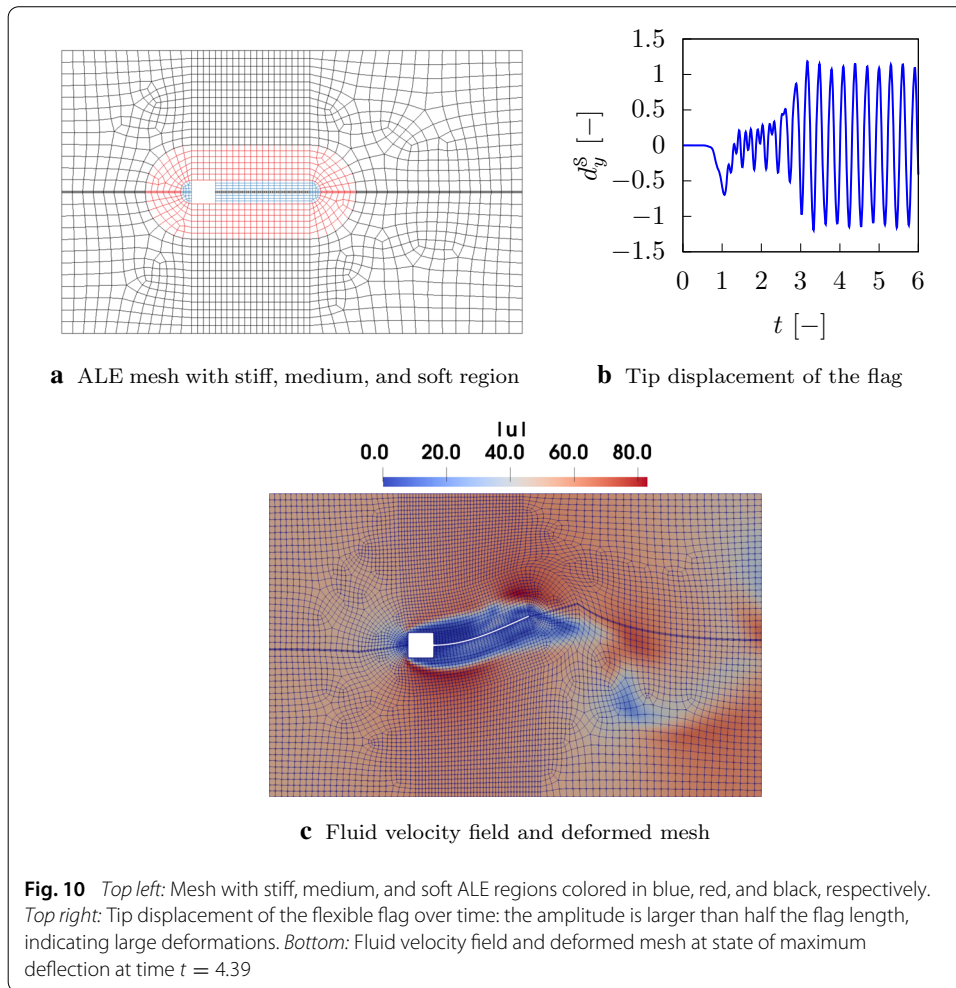 1.5
1
0.5
0
−0.5
−1
−1.5
d_y^S [−]
0 1 2 3 4 5 6
t [−]
a ALE mesh with stiff, medium, and soft region
b Tip displacement of the flag
|u|
0.0 20.0 40.0 60.0 80.0
c Fluid velocity field and deformed mesh
Fig. 10 Top left: Mesh with stiff, medium, and soft ALE regions colored in blue, red, and black, respectively.
Top right: Tip displacement of the flexible flag over time: the amplitude is larger than half the flag length,
indicating large deformations. Bottom: Fluid velocity field and deformed mesh at state of maximum
deflection at time t = 4.39